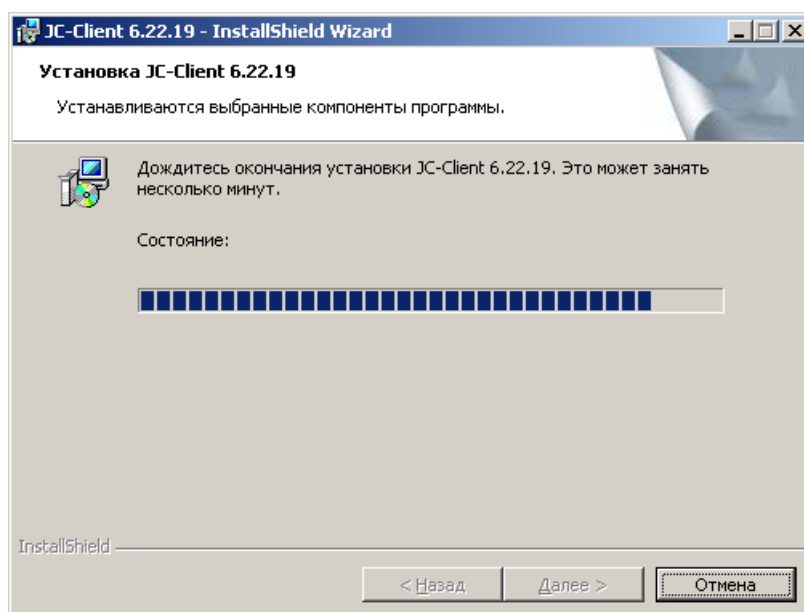 JC-Client 6.22.19 - InstallShield Wizard
Установка JC-Client 6.22.19
Устанавливаются выбранные компоненты программы.
Дождитесь окончания установки JC-Client 6.22.19. Это может занять
несколько минут.
Состояние:
InstallShield
< Назад
Далее >
Отмена